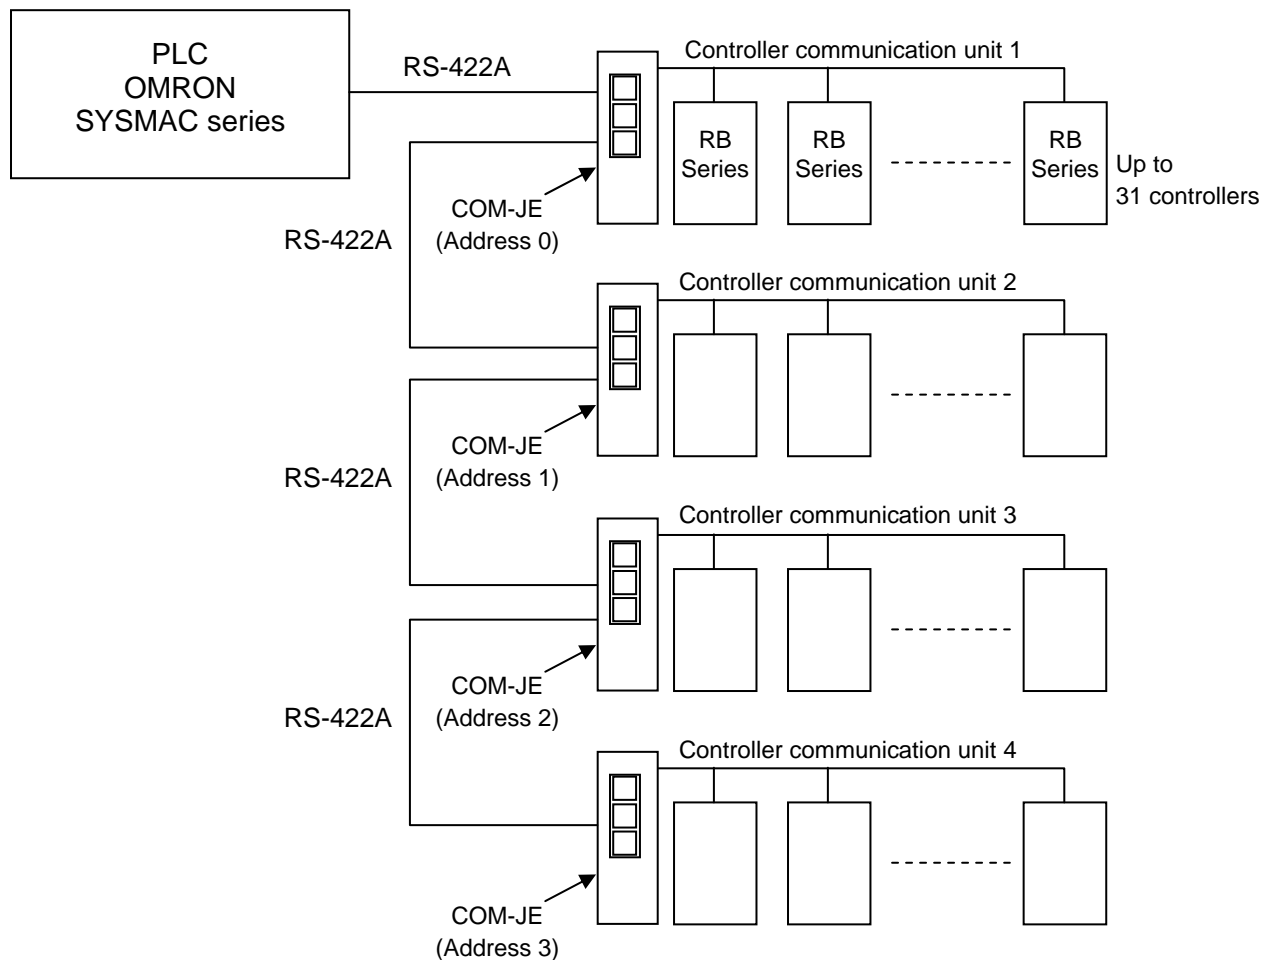 PLC
OMRON
SYSMAC series
RS-422A
Controller communication unit 1
RB
Series
RB
Series
RB
Series
Up to
31 controllers
COM-JE
(Address 0)
RS-422A
Controller communication unit 2
COM-JE
(Address 1)
RS-422A
Controller communication unit 3
COM-JE
(Address 2)
RS-422A
Controller communication unit 4
COM-JE
(Address 3)